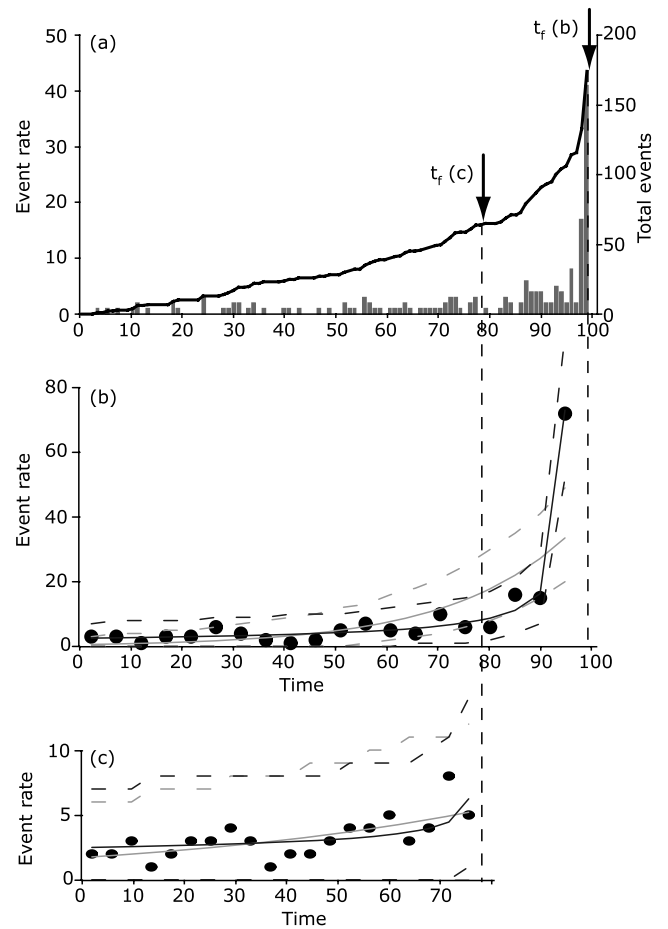 t_f (b)
50 (a) 200
40 150
30 100
t_f (c)
20 50
10 0
0
Event rate
Total events
0 10 20 30 40 50 60 70 80 90 100
80 (b)
60
40
20
0
Event rate
0 10 20 30 40 50 60 70 80 90 100
Time
10 (c)
5
0
Event rate
0 10 20 30 40 50 60 70
Time